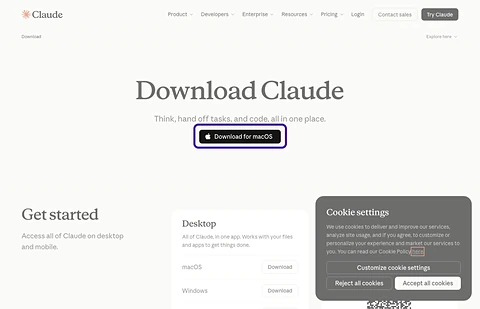 Claude
Product Developers Enterprise Resources Pricing Login Contact sales Try Claude
Download Explore here
Download Claude
Think, hand off tasks, and code, all in one place.
Download for macOS
Get started
Access all of Claude on desktop
and mobile.
Desktop
All of Claude, in one app. Works with your files
and apps to get things done.
macOS Download
Windows Download
Cookie settings
We use cookies to deliver and improve our services,
analyze site usage, and if you agree, to customize or
personalize your experience and market our services to
you. You can read our Cookie Policy here.
Customize cookie settings
Reject all cookies Accept all cookies